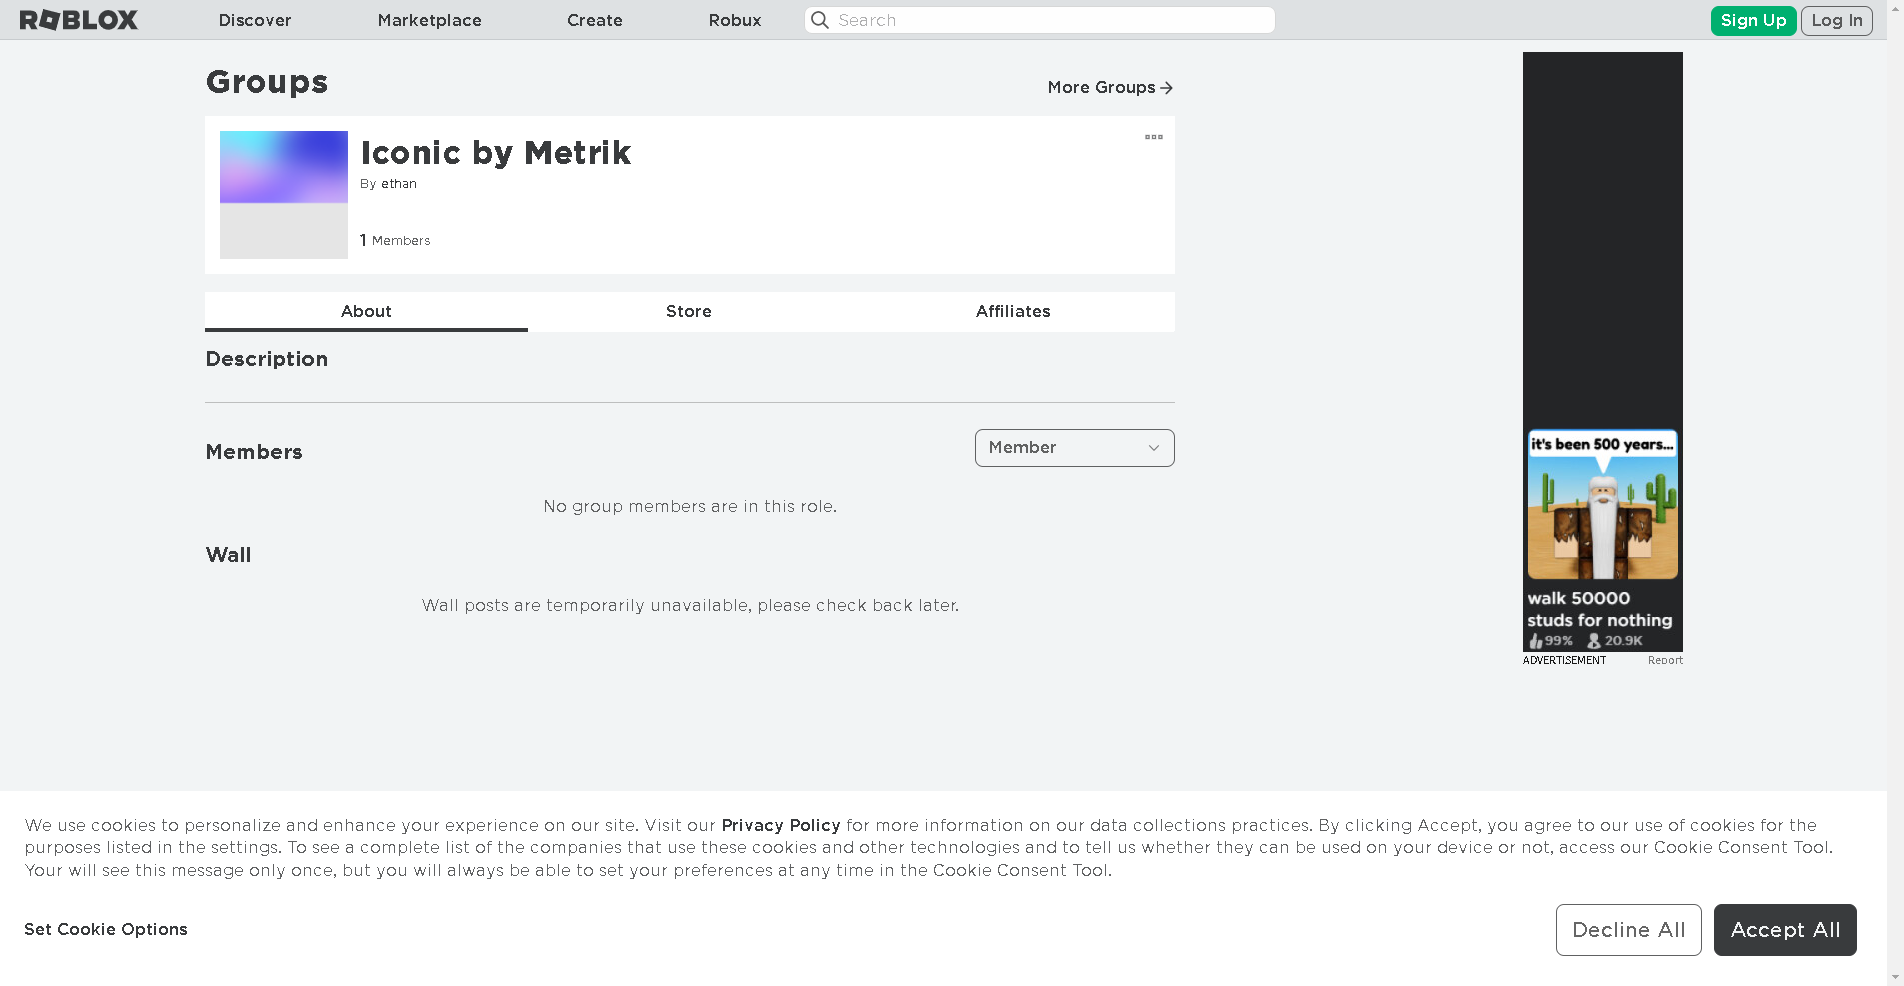 ROBLOX Discover Marketplace Create Robux Search Sign Up Log In
Groups
More Groups
Iconic by Metrik
By ethan
1 Members
About Store Affiliates
Description
Members
Member
No group members are in this role.
Wall
Wall posts are temporarily unavailable, please check back later.
it's been 500 years...
walk 50000
studs for nothing
99% 20.9K
ADVERTISEMENT Report
We use cookies to personalize and enhance your experience on our site. Visit our Privacy Policy for more information on our data collections practices. By clicking Accept, you agree to our use of cookies for the
purposes listed in the settings. To see a complete list of the companies that use these cookies and other technologies and to tell us whether they can be used on your device or not, access our Cookie Consent Tool.
Your will see this message only once, but you will always be able to set your preferences at any time in the Cookie Consent Tool.
Set Cookie Options
Decline All
Accept All